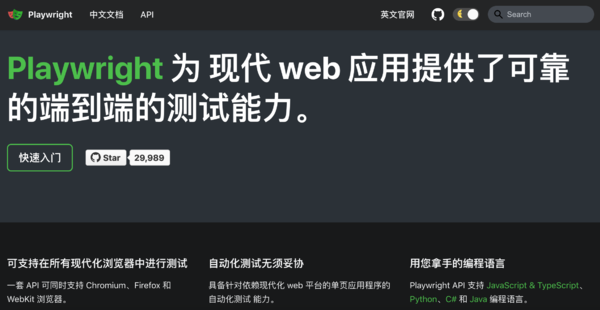 Playwright 中文文档 API 英文官网 Search
Playwright 为 现代 web 应用提供了可靠
的端到端的测试能力。
快速入门 Star 29,989
可支持在所有现代化浏览器中进行测试
一套 API 可同时支持 Chromium、Firefox 和
WebKit 浏览器。
自动化测试无须妥协
具备针对依赖现代化 web 平台的单页应用程序的
自动化测试 能力。
用您拿手的编程语言
Playwright API 支持 JavaScript & TypeScript、
Python、C# 和 Java 编程语言。